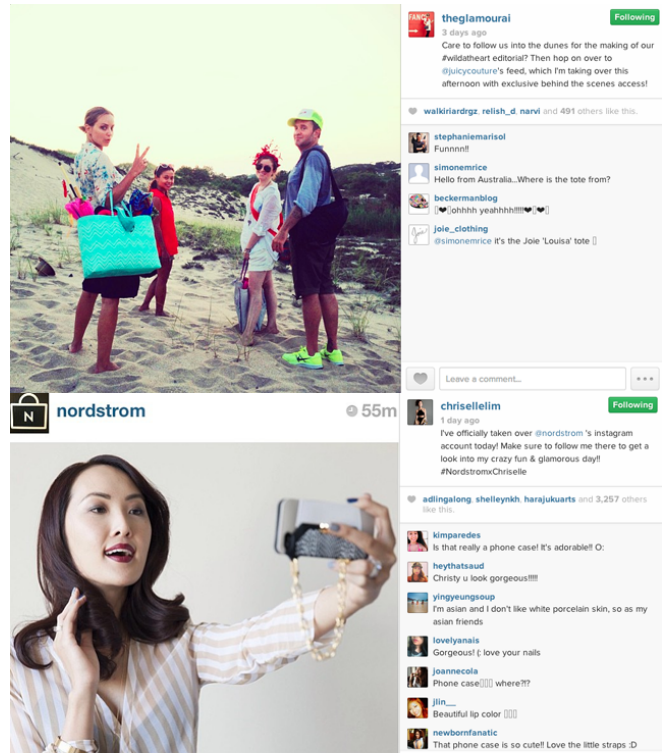 theglamourai
Following
3 days ago
Care to follow us into the dunes for the making of our
#wildatheart editorial? Then hop on over to
@juicycouture's feed, which I'm taking over this
afternoon with exclusive behind the scenes access!
walkiriardrgz, relish_d, narvi and 491 others like this.
stephaniemarisol
Funnnn!!
simonemrice
Hello from Australia...Where is the tote from?
beckermanblog
▯❤▯ohhhh yeahhhh!!!!!❤▯❤▯
joie_clothing
@simonemrice it's the Joie 'Louisa' tote ▯
Leave a comment...
N
nordstrom
55m
chrisellelim
Following
1 day ago
I've officially taken over @nordstrom 's instagram
account today! Make sure to follow me there to get a
look into my crazy fun & glamorous day!!
#NordstromxChriselle
adlingalong, shelleynkh, harajukuarts and 3,257 others
like this.
kimparedes
Is that really a phone case! It's adorable!! O:
heythatsaud
Christy u look gorgeous!!!!!
yingyeungsoup
I'm asian and I don't like white porcelain skin, so as my
asian friends
lovelyanais
Gorgeous! (: love your nails
joannecola
Phone case▯▯▯ where?!?
jlin__
Beautiful lip color ▯▯▯
newbornfanatic
That phone case is so cute!! Love the little straps :D